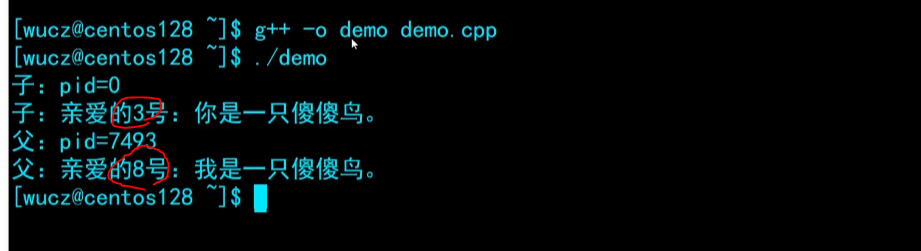 [wucz@centos128 ~]$ g++ -o demo demo.cpp
[wucz@centos128 ~]$ ./demo
子：pid=0
子：亲爱的3号：你是一只傻傻鸟。
父：pid=7493
父：亲爱的8号：我是一只傻傻鸟。
[wucz@centos128 ~]$